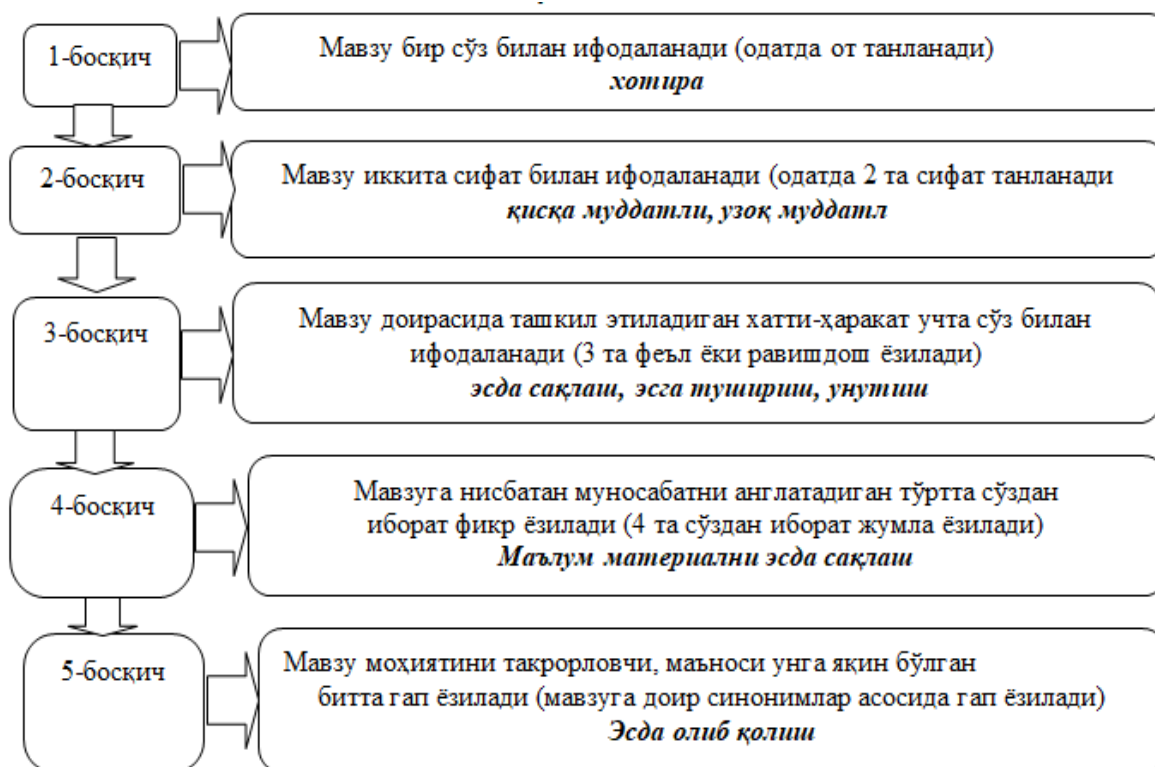 1-босқич
Мавзу бир сўз билан ифодаланади (одатда от танланади)
хотира
2-босқич
Мавзу иккита сифат билан ифодаланади (одатда 2 та сифат танланади
қисқа муддатли, узоқ муддатл
3-босқич
Мавзу доирасида ташкил этиладиган хатти-ҳаракат учта сўз билан
ифодаланади (3 та феъл ёки равишдош ёзилади)
эсда сақлаш, эсга тушириш, унутиш
4-босқич
Мавзуга нисбатан муносабатни англатадиган тўртта сўздан
иборат фикр ёзилади (4 та сўздан иборат жумла ёзилади)
Маълум материални эсда сақлаш
5-босқич
Мавзу моҳиятини такрорловчи, маъноси унга яқин бўлган
битта гап ёзилади (мавзуга доир синонимлар асосида гап ёзилади)
Эсда олиб қолиш